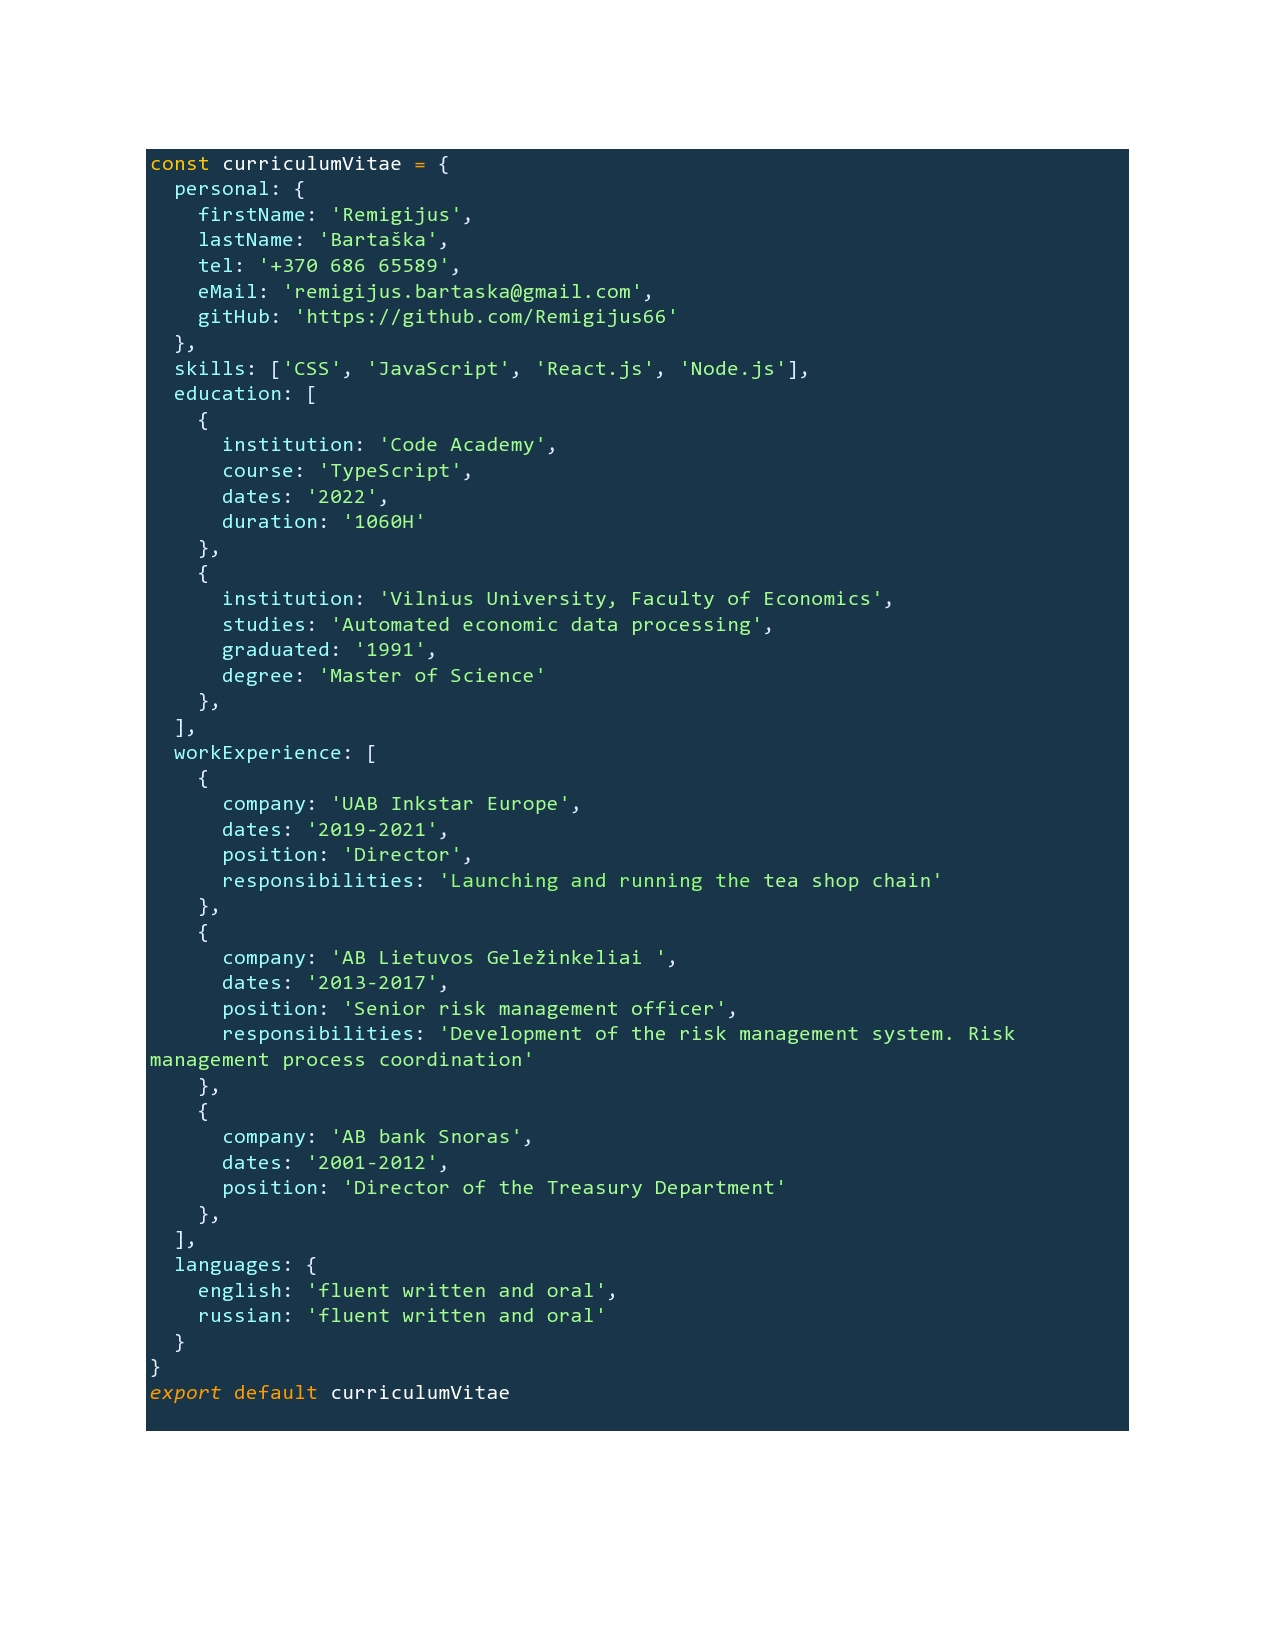 const curriculumVitae = {
  personal: {
    firstName: 'Remigijus',
    lastName: 'Bartaška',
    tel: '+370 686 65589',
    eMail: 'remigijus.bartaska@gmail.com',
    gitHub: 'https://github.com/Remigijus66'
  },
  skills: ['CSS', 'JavaScript', 'React.js', 'Node.js'],
  education: [
    {
      institution: 'Code Academy',
      course: 'TypeScript',
      dates: '2022',
      duration: '1060H'
    },
    {
      institution: 'Vilnius University, Faculty of Economics',
      studies: 'Automated economic data processing',
      graduated: '1991',
      degree: 'Master of Science'
    },
  ],
  workExperience: [
    {
      company: 'UAB Inkstar Europe',
      dates: '2019-2021',
      position: 'Director',
      responsibilities: 'Launching and running the tea shop chain'
    },
    {
      company: 'AB Lietuvos Geležinkeliai ',
      dates: '2013-2017',
      position: 'Senior risk management officer',
      responsibilities: 'Development of the risk management system. Risk
management process coordination'
    },
    {
      company: 'AB bank Snoras',
      dates: '2001-2012',
      position: 'Director of the Treasury Department'
    },
  ],
  languages: {
    english: 'fluent written and oral',
    russian: 'fluent written and oral'
  }
}
export default curriculumVitae